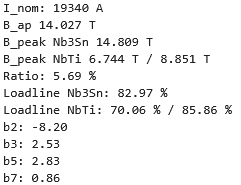 I_nom: 19340 A
B_ap 14.027 T
B_peak Nb3Sn 14.809 T
B_peak NbTi 6.744 T / 8.851 T
Ratio: 5.69 %
Loadline Nb3Sn: 82.97 %
Loadline NbTi: 70.06 % / 85.86 %
b2: -8.20
b3: 2.53
b5: 2.83
b7: 0.86